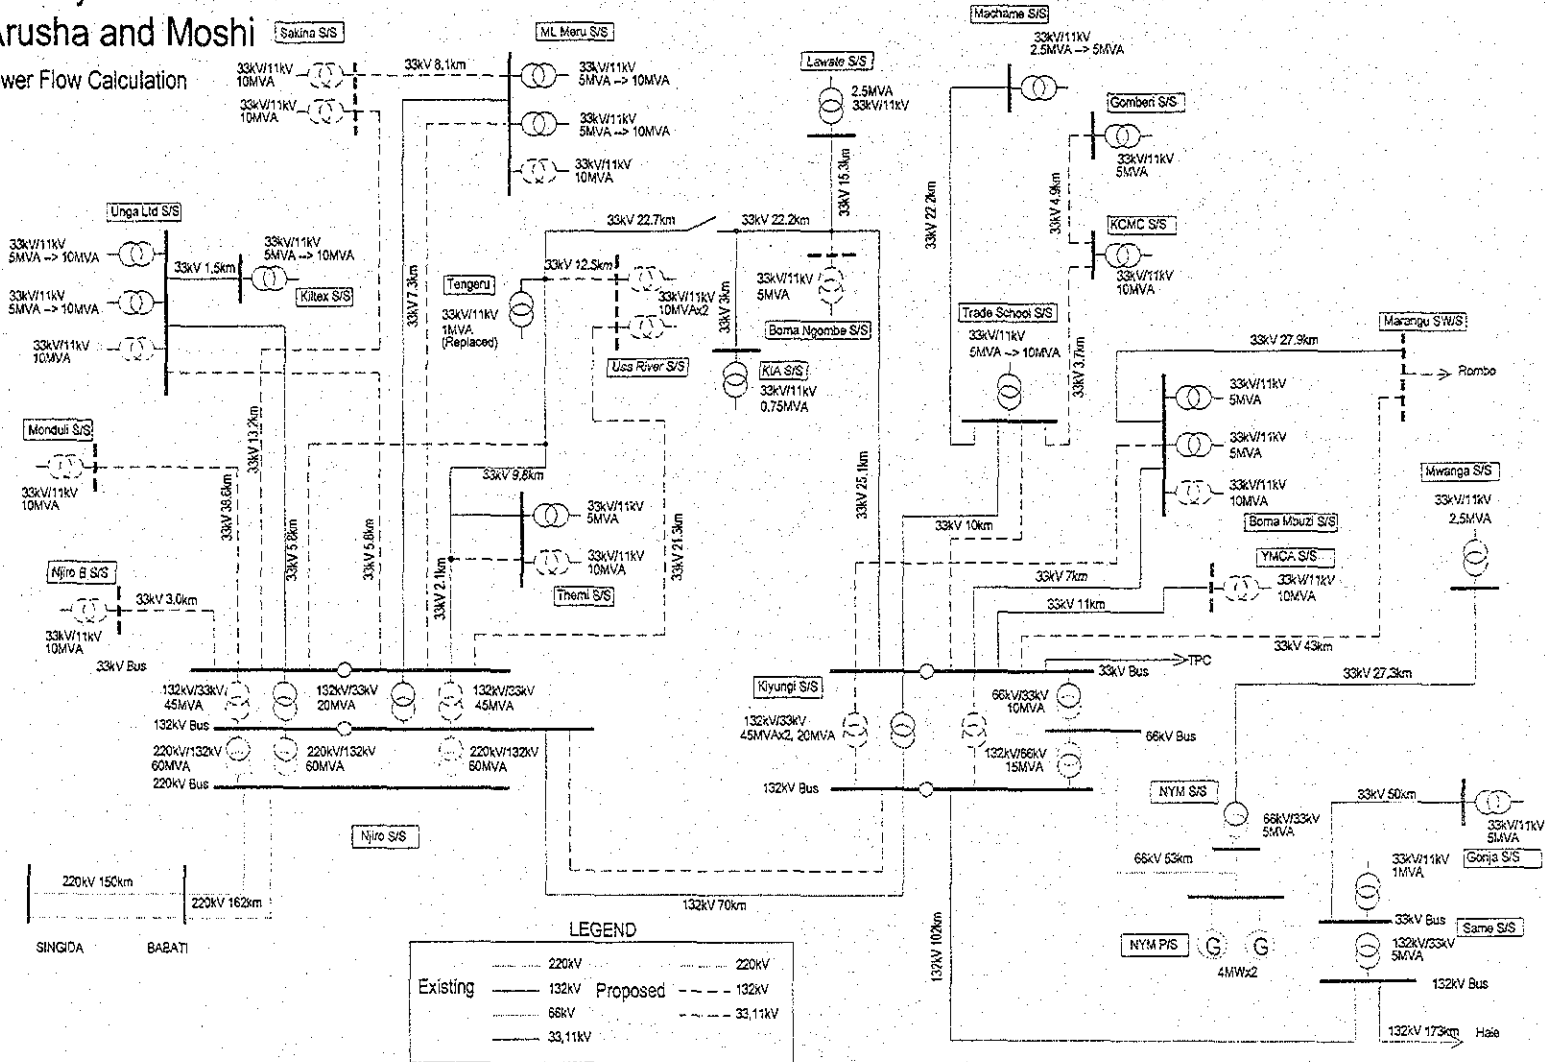 Arusha and Moshi
wer Flow Calculation
Sakina S/S
33kV/11kV
10MVA
33kV/11kV
10MVA
33kV 8.1km
ML Meru S/S
33kV/11kV
5MVA --> 10MVA
33kV/11kV
5MVA --> 10MVA
33kV/11kV
10MVA
Lawate S/S
2.5MVA
33kV/11kV
33kV 15.3km
Machame S/S
33kV/11kV
2.5MVA --> 5MVA
Gomberi S/S
33kV/11kV
5MVA
33kV 4.9km
KCMC S/S
33kV/11kV
10MVA
33kV 22.2km
Unga Ltd S/S
33kV/11kV
5MVA --> 10MVA
33kV/11kV
5MVA --> 10MVA
33kV/11kV
10MVA
33kV 1.5km
33kV/11kV
5MVA --> 10MVA
Kiltex S/S
33kV 7.3km
33kV 22.7km
33kV 22.2km
33kV 12.5km
Tengeru
33kV/11kV
1MVA
(Replaced)
33kV/11kV
10MVAx2
Usa River S/S
33kV 3km
KIA S/S
33kV/11kV
0.75MVA
33kV/11kV
5MVA
Boma Ngombe S/S
Trade School S/S
33kV/11kV
5MVA --> 10MVA
33kV 3.7km
Marangu SW/S
33kV 27.9km
Rombo
33kV/11kV
5MVA
33kV/11kV
5MVA
33kV/11kV
10MVA
Boma Mbuzi S/S
Mwanga S/S
33kV/11kV
2.5MVA
Monduli S/S
33kV/11kV
10MVA
33kV 38.6km
33kV 13.2km
33kV 5.8km
33kV 5.8km
33kV 9.8km
33kV/11kV
5MVA
33kV/11kV
10MVA
Themi S/S
33kV 2.1km
33kV 21.3km
33kV 25.1km
33kV 10km
33kV 7km
33kV 11km
YMCA S/S
33kV/11kV
10MVA
33kV 43km
Njiro B S/S
33kV 3.0km
33kV/11kV
10MVA
33kV Bus
132kV/33kV
45MVA
132kV/33kV
20MVA
132kV/33kV
45MVA
132kV Bus
220kV/132kV
60MVA
220kV/132kV
60MVA
220kV/132kV
60MVA
220kV Bus
Njiro S/S
Kiyungi S/S
132kV/33kV
45MVAx2, 20MVA
TPC
33kV Bus
66kV/33kV
10MVA
66kV Bus
132kV/66kV
15MVA
132kV Bus
33kV 27.3km
NYM S/S
66kV/33kV
5MVA
66kV 53km
NYM P/S
G
G
4MWx2
33kV 50km
33kV/11kV
5MVA
Gonja S/S
33kV/11kV
1MVA
33kV Bus
Same S/S
132kV/33kV
5MVA
132kV Bus
132kV 173km
Hale
132kV 102km
132kV 70km
220kV 150km
220kV 162km
SINGIDA
BABATI
LEGEND
Existing
220kV
132kV
66kV
33,11kV
Proposed
220kV
132kV
33,11kV